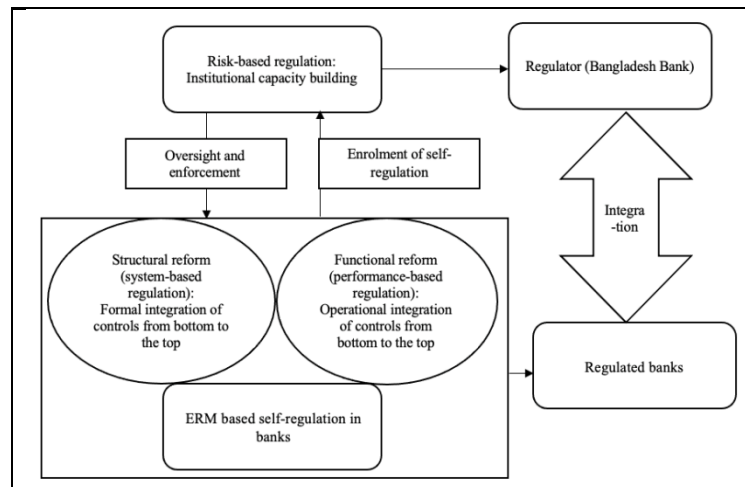 Risk-based regulation:
Institutional capacity building
Regulator (Bangladesh Bank)
Oversight and
enforcement
Enrolment of self-
regulation
Integra
-tion
Structural reform
(system-based
regulation):
Formal integration of
controls from bottom to
the top
Functional reform
(performance-based
regulation):
Operational integration
of controls from
bottom to the top
Regulated banks
ERM based self-regulation in
banks